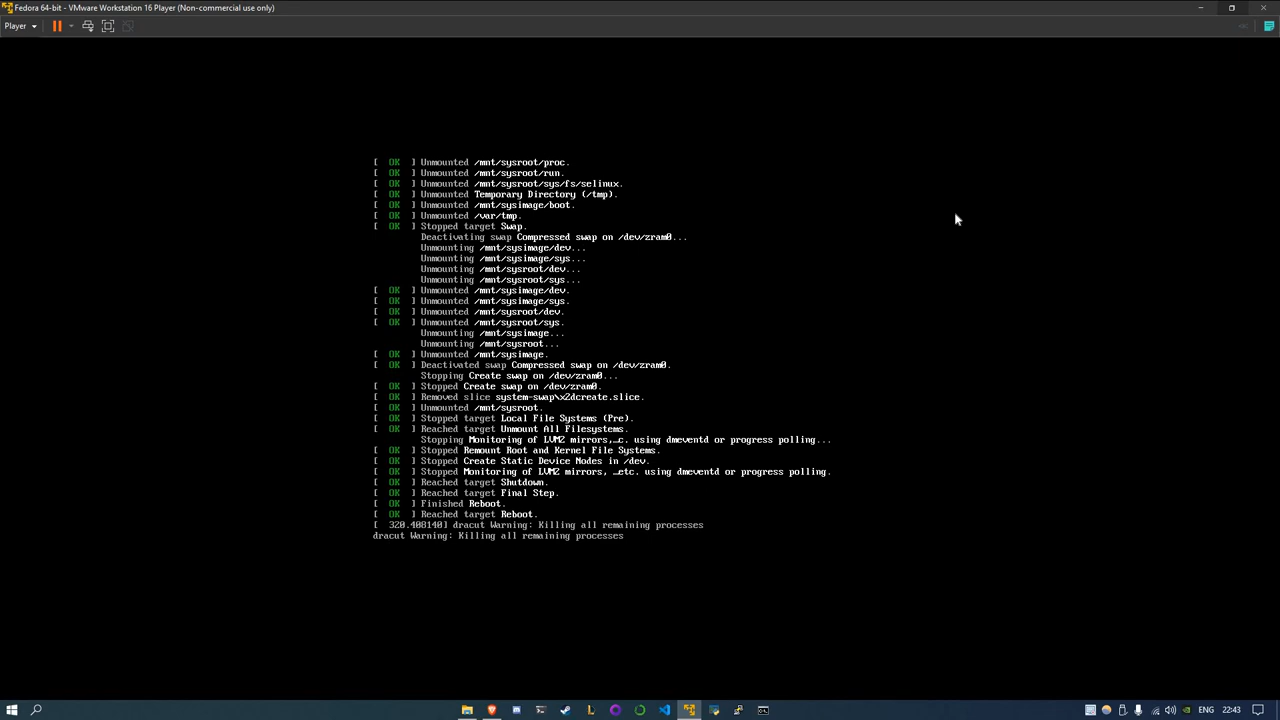 Fedora 64-bit - VMware Workstation 16 Player (Non-commercial use only)
Player
[ OK ] Unmounted /mnt/sysroot/proc.
[ OK ] Unmounted /mnt/sysroot/run.
[ OK ] Unmounted /mnt/sysroot/sys/fs/selinux.
[ OK ] Unmounted Temporary Directory (/tmp).
[ OK ] Unmounted /mnt/sysimage/boot.
[ OK ] Unmounted /var/tmp.
[ OK ] Stopped target Swap.
Deactivating swap Compressed swap on /dev/zram0...
Unmounting /mnt/sysimage/dev...
Unmounting /mnt/sysimage/sys...
Unmounting /mnt/sysroot/dev...
Unmounting /mnt/sysroot/sys...
[ OK ] Unmounted /mnt/sysimage/dev.
[ OK ] Unmounted /mnt/sysimage/sys.
[ OK ] Unmounted /mnt/sysroot/dev.
[ OK ] Unmounted /mnt/sysroot/sys.
Unmounting /mnt/sysimage...
Unmounting /mnt/sysroot...
[ OK ] Unmounted /mnt/sysimage.
[ OK ] Deactivated swap Compressed swap on /dev/zram0.
Stopping Create swap on /dev/zram0...
[ OK ] Stopped Create swap on /dev/zram0.
[ OK ] Removed slice system-swap\x2dcreate.slice.
[ OK ] Unmounted /mnt/sysroot.
[ OK ] Stopped target Local File Systems (Pre).
[ OK ] Reached target Unmount All Filesystems.
Stopping Monitoring of LVM2 mirrors,…c. using dmeventd or progress polling...
[ OK ] Stopped Remount Root and Kernel File Systems.
[ OK ] Stopped Create Static Device Nodes in /dev.
[ OK ] Stopped Monitoring of LVM2 mirrors, …etc. using dmeventd or progress polling.
[ OK ] Reached target Shutdown.
[ OK ] Reached target Final Step.
[ OK ] Finished Reboot.
[ OK ] Reached target Reboot.
[ 320.408140] dracut Warning: Killing all remaining processes
dracut Warning: Killing all remaining processes
ENG 22:43